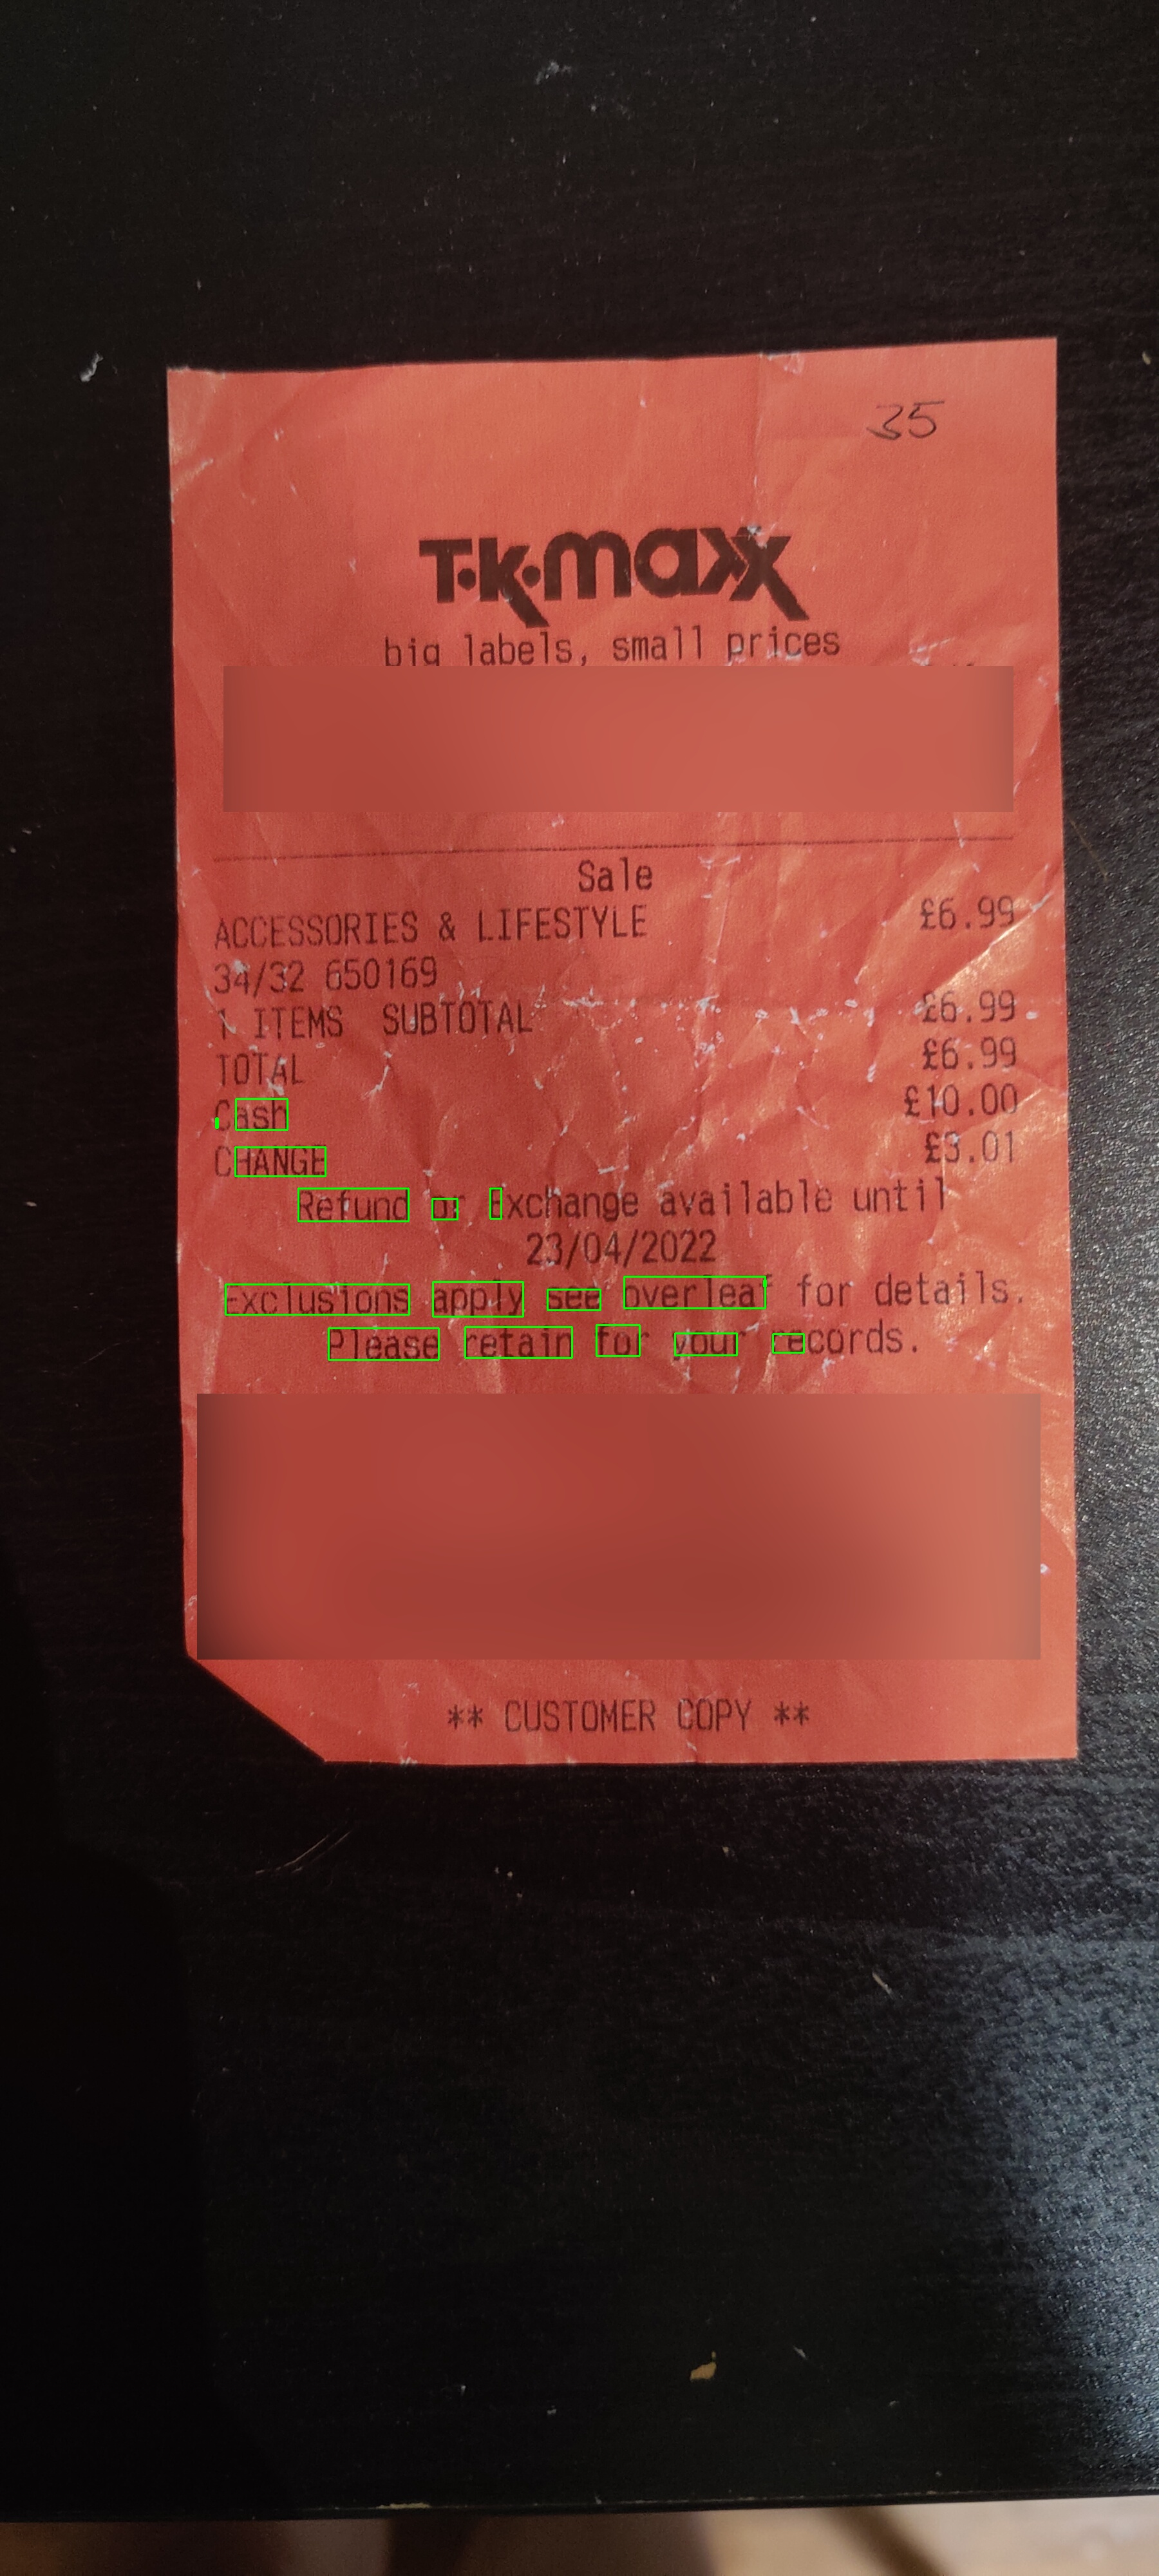 35
T·K·maxx
big labels, small prices
Sale
ACCESSORIES & LIFESTYLE £6.99
34/32 650169
1 ITEMS SUBTOTAL £6.99
TOTAL £6.99
Cash £10.00
CHANGE £3.01
Refund or Exchange available until
23/04/2022
Exclusions apply see overleaf for details.
Please retain for your records.
** CUSTOMER COPY **